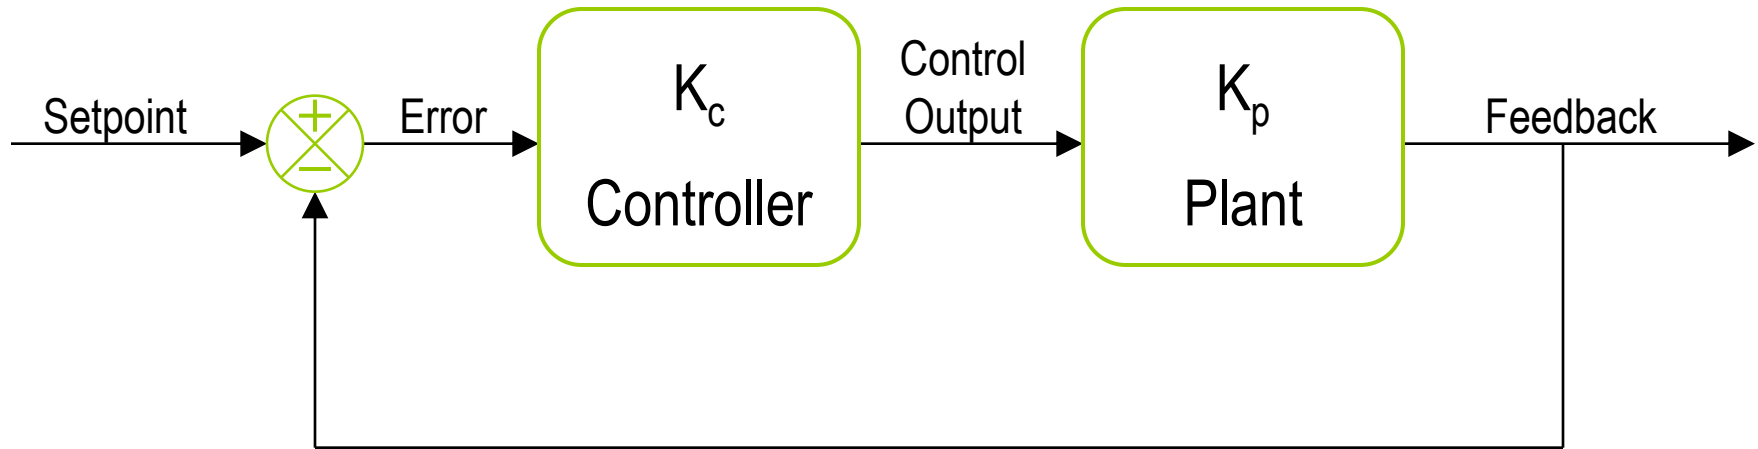 Setpoint
+
−
Error
Kc
Controller
Control
Output
Kp
Plant
Feedback